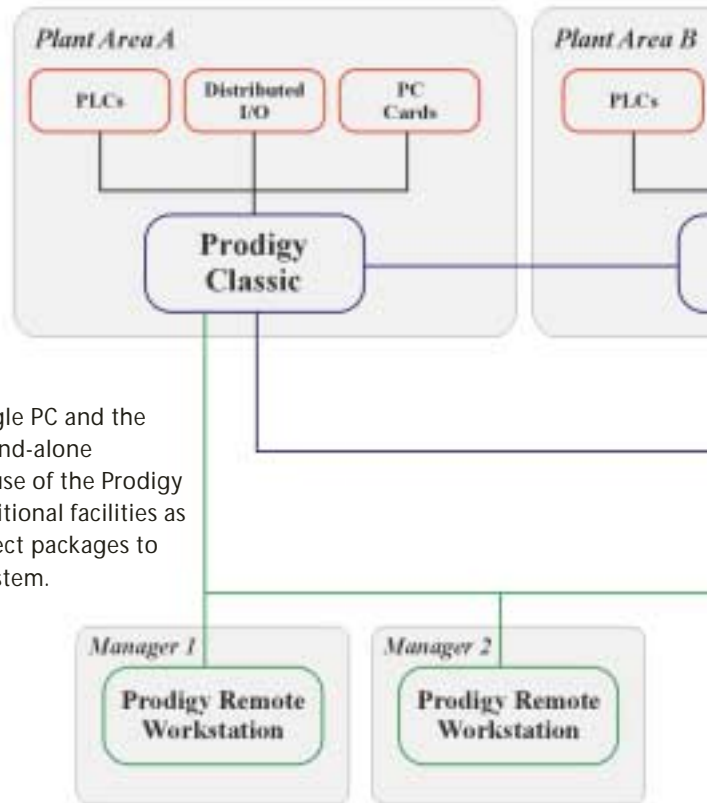 Plant Area A
Plant Area B
PLCs
Distributed
I/O
PC
Cards
PLCs
Prodigy
Classic
gle PC and the
nd-alone
use of the Prodigy
itional facilities as
ect packages to
stem.
Manager 1
Manager 2
Prodigy Remote
Workstation
Prodigy Remote
Workstation